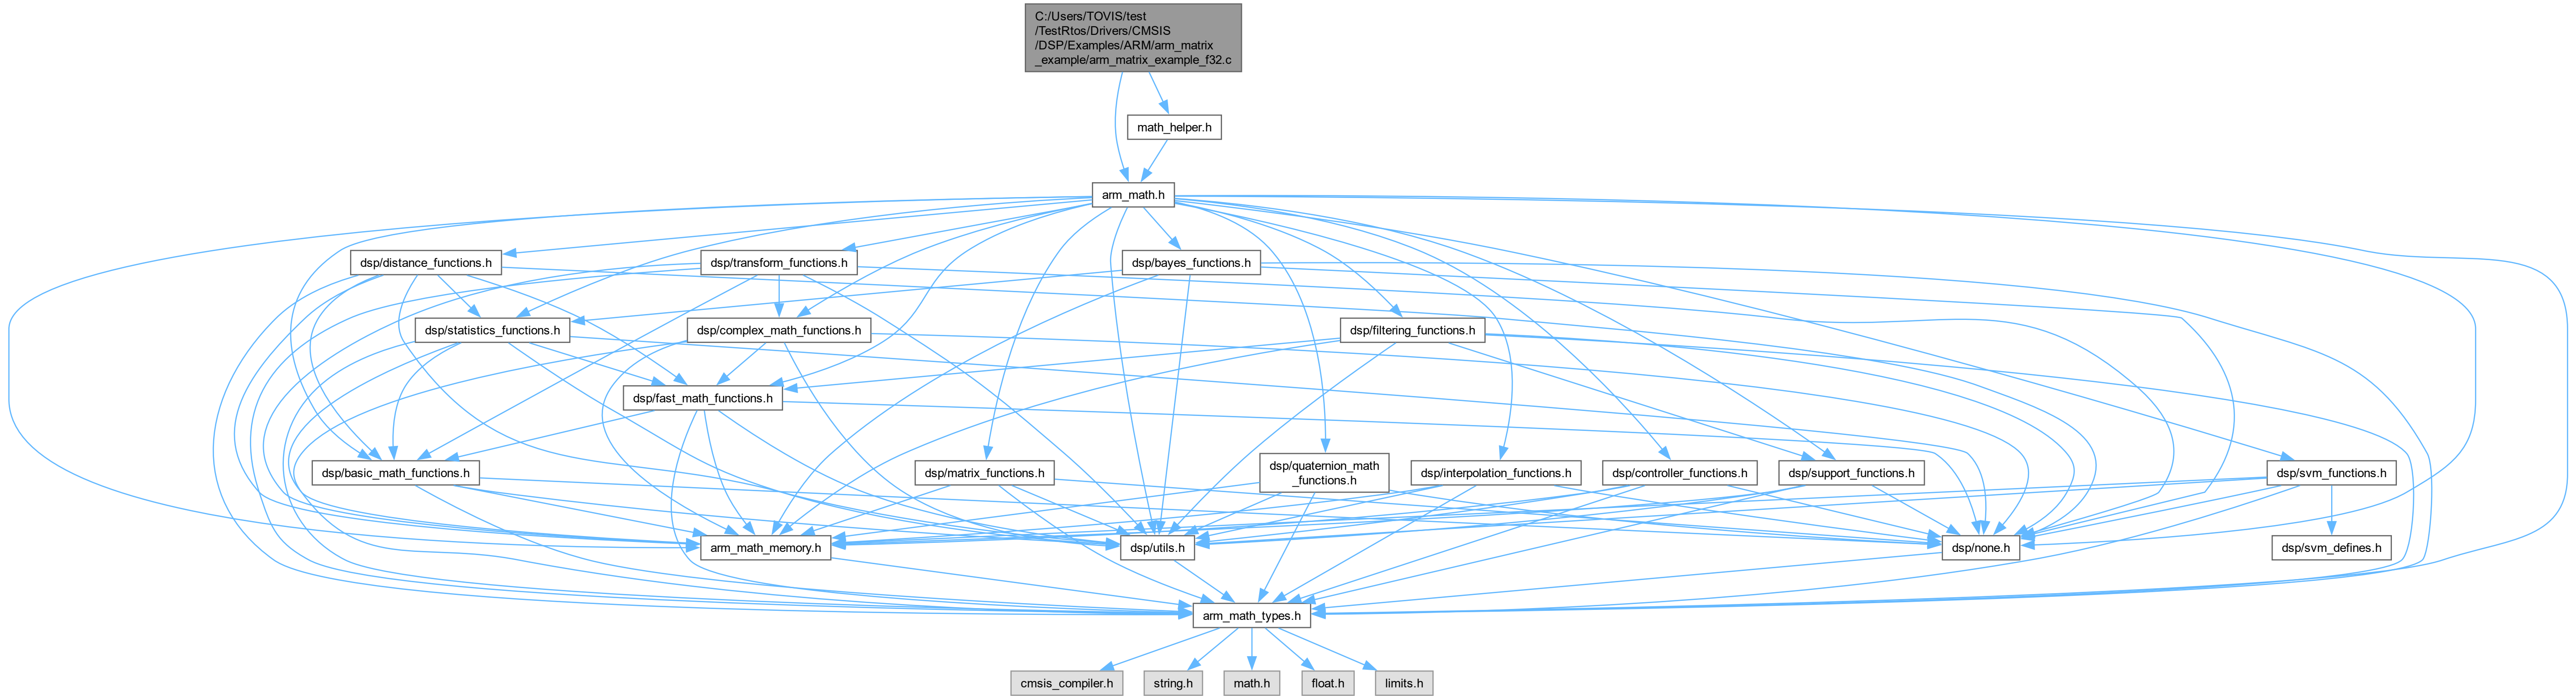 C:/Users/TOVIS/test
/TestRtos/Drivers/CMSIS
/DSP/Examples/ARM/arm_matrix
_example/arm_matrix_example_f32.c
math_helper.h
arm_math.h
dsp/distance_functions.h
dsp/transform_functions.h
dsp/bayes_functions.h
dsp/statistics_functions.h
dsp/complex_math_functions.h
dsp/filtering_functions.h
dsp/fast_math_functions.h
dsp/basic_math_functions.h
dsp/matrix_functions.h
dsp/quaternion_math
_functions.h
dsp/interpolation_functions.h
dsp/controller_functions.h
dsp/support_functions.h
dsp/svm_functions.h
arm_math_memory.h
dsp/utils.h
dsp/none.h
dsp/svm_defines.h
arm_math_types.h
cmsis_compiler.h
string.h
math.h
float.h
limits.h